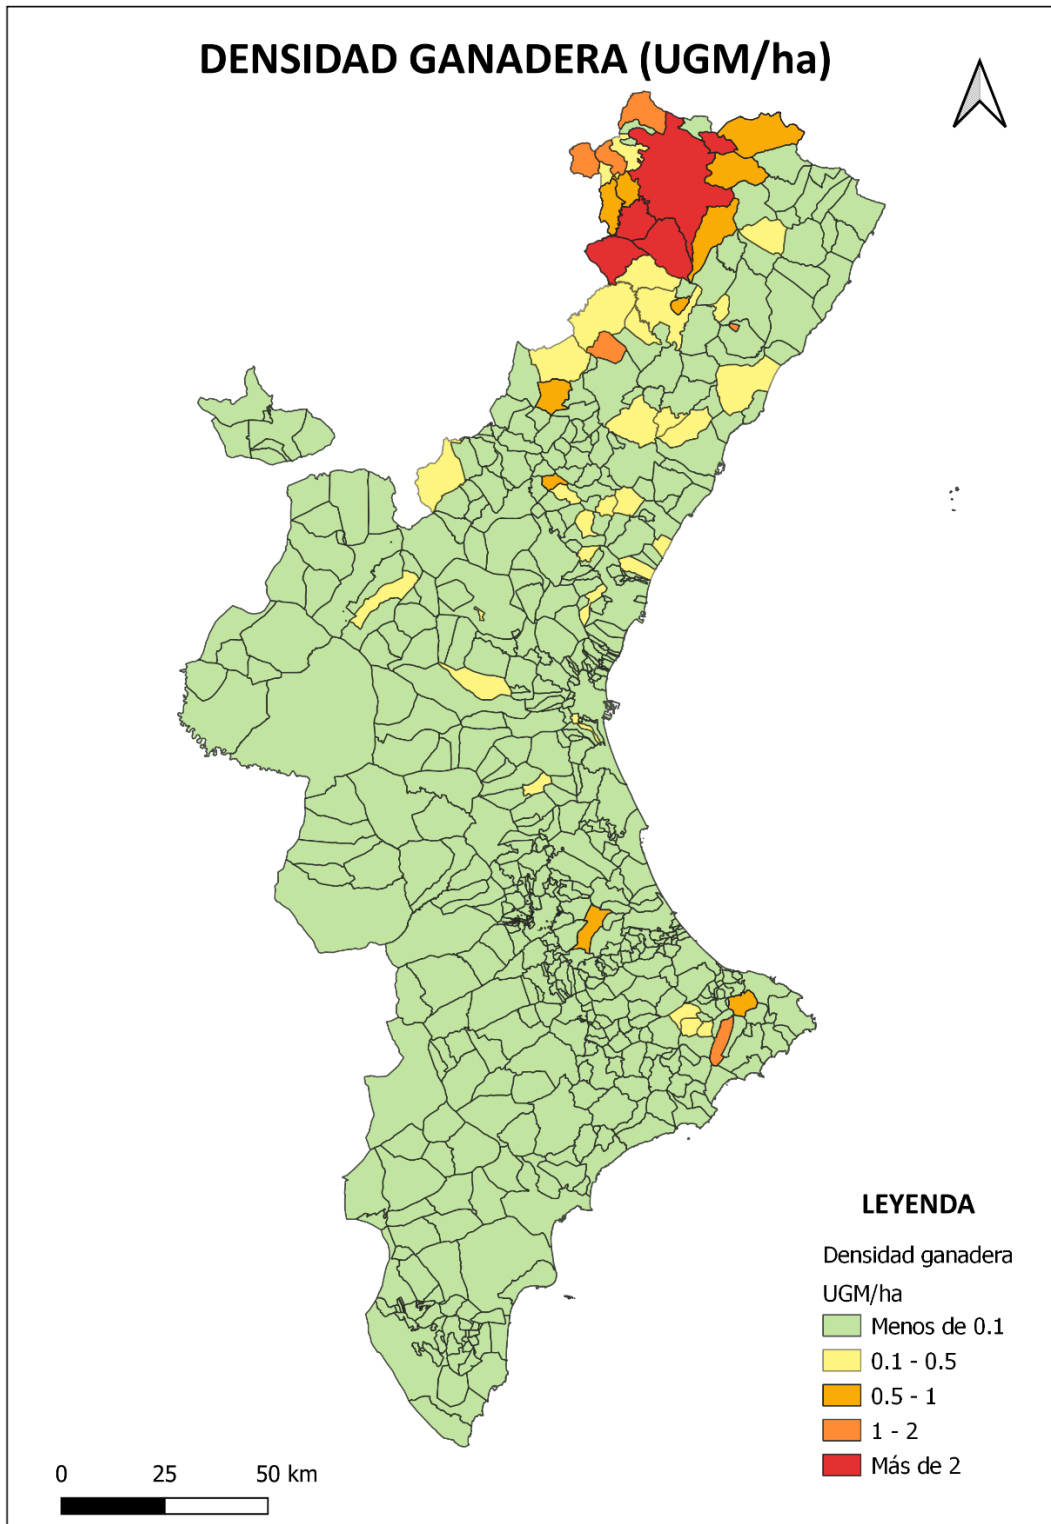 DENSIDAD GANADERA (UGM/ha)
LEYENDA
Densidad ganadera
UGM/ha
Menos de 0.1
0.1 - 0.5
0.5 - 1
1 - 2
Más de 2
0 25 50 km